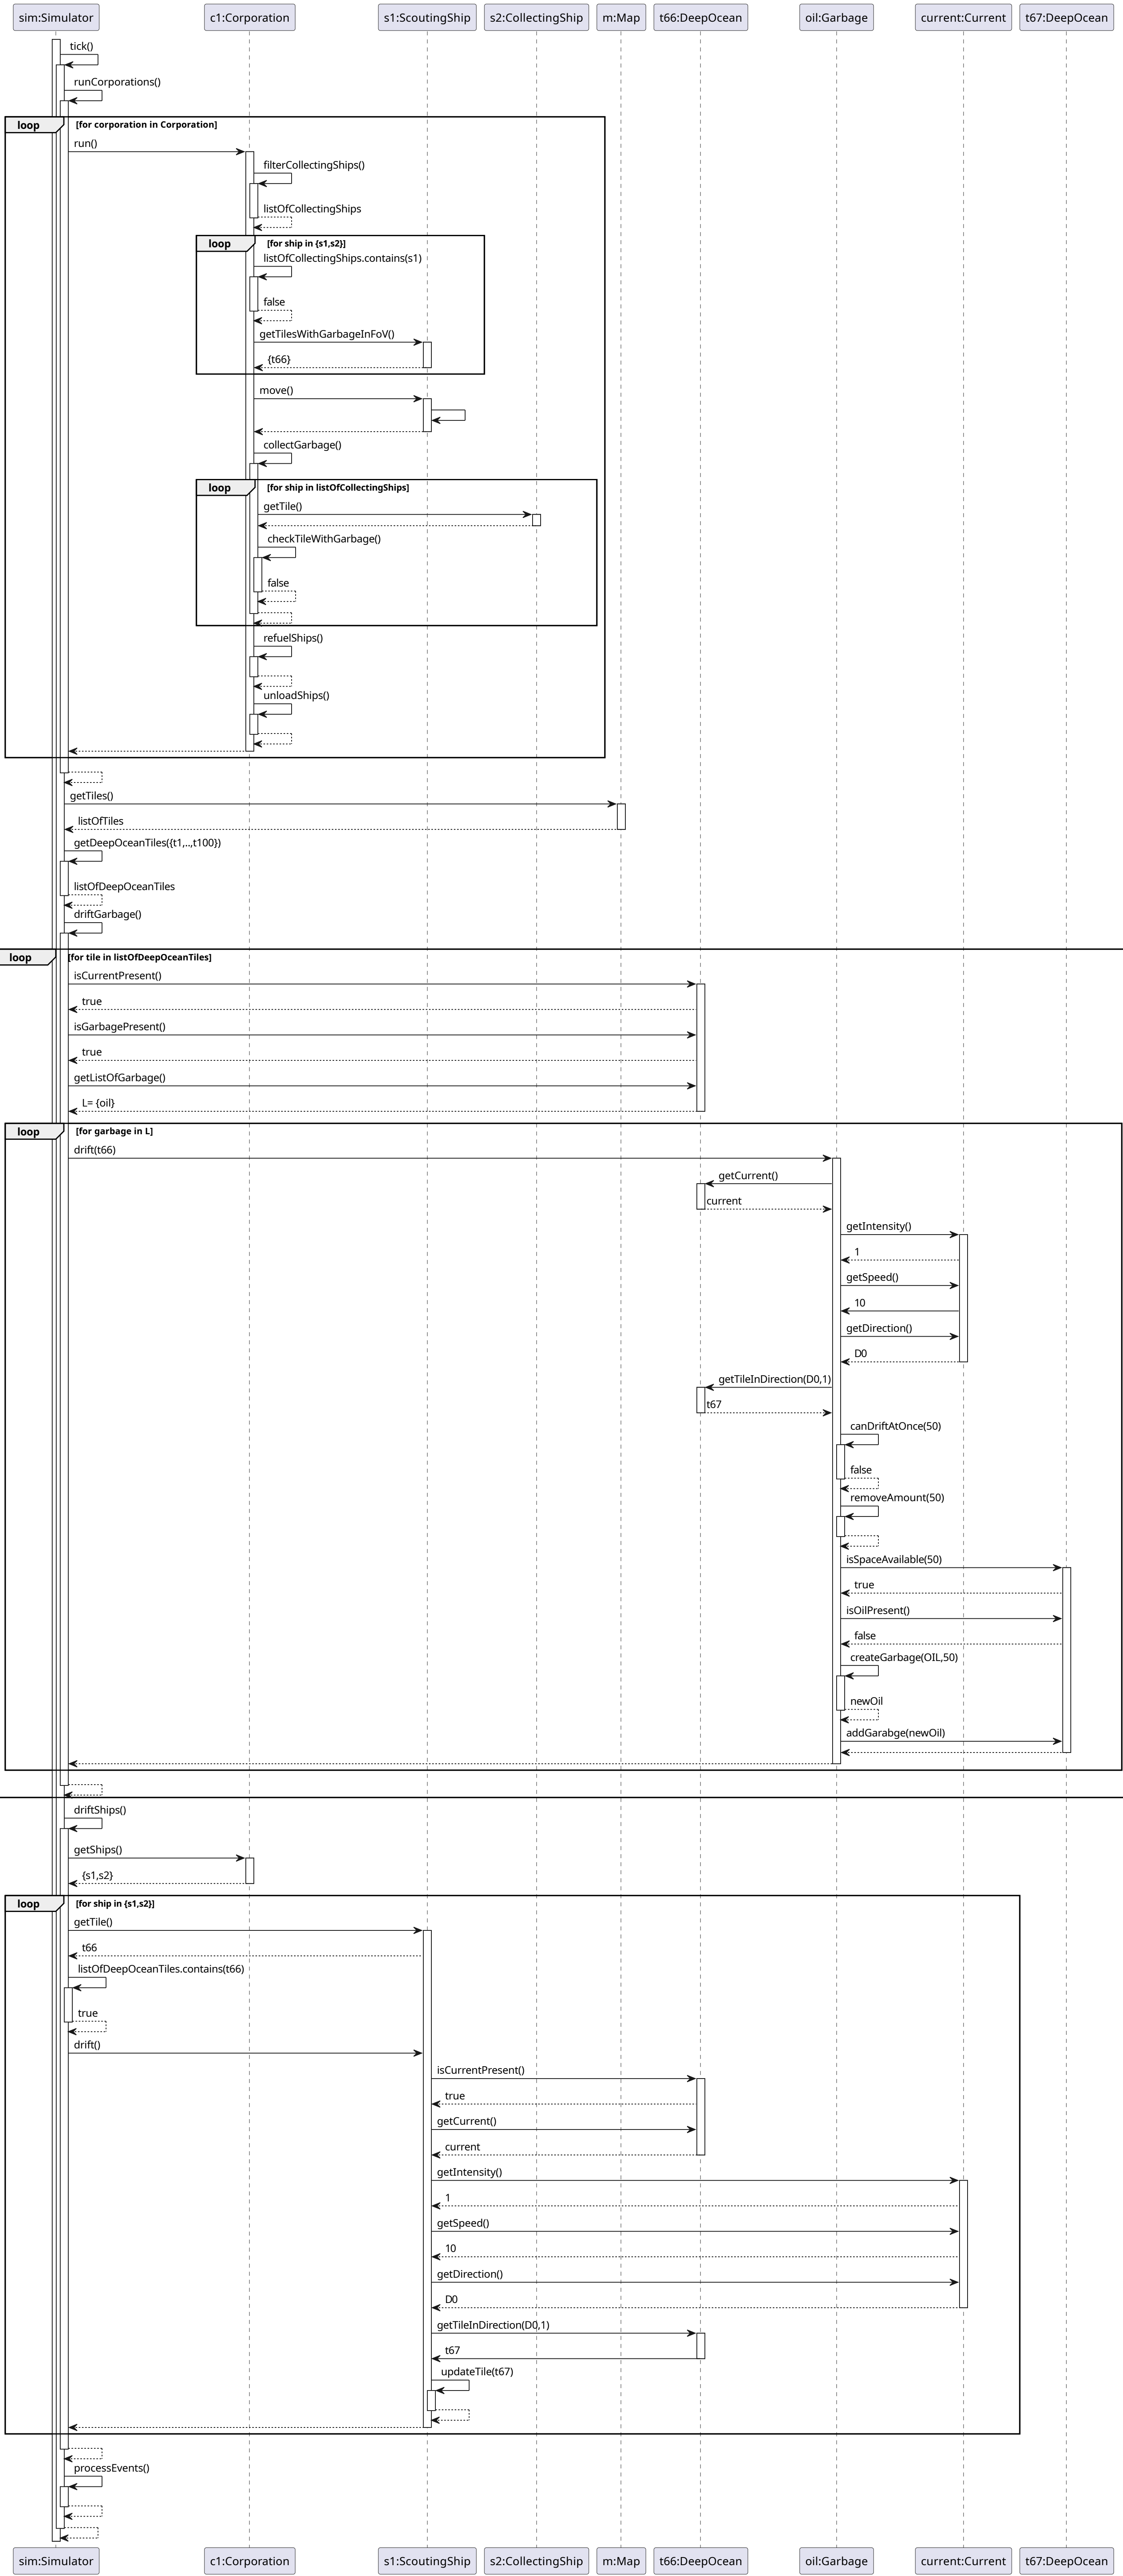 sim:Simulator c1:Corporation s1:ScoutingShip s2:CollectingShip m:Map t66:DeepOcean oil:Garbage current:Current t67:DeepOcean
tick()
runCorporations()
loop [for corporation in Corporation]
run()
filterCollectingShips()
listOfCollectingShips
loop [for ship in {s1,s2}]
listOfCollectingShips.contains(s1)
false
getTilesWithGarbageInFoV()
{t66}
move()
collectGarbage()
loop [for ship in listOfCollectingShips]
getTile()
checkTileWithGarbage()
false
refuelShips()
unloadShips()
getTiles()
listOfTiles
getDeepOceanTiles({t1,..,t100})
listOfDeepOceanTiles
driftGarbage()
loop [for tile in listOfDeepOceanTiles]
isCurrentPresent()
true
isGarbagePresent()
true
getListOfGarbage()
L= {oil}
loop [for garbage in L]
drift(t66)
getCurrent()
current
getIntensity()
1
getSpeed()
10
getDirection()
D0
getTileInDirection(D0,1)
t67
canDriftAtOnce(50)
false
removeAmount(50)
isSpaceAvailable(50)
true
isOilPresent()
false
createGarbage(OIL,50)
newOil
addGarabge(newOil)
driftShips()
getShips()
{s1,s2}
loop [for ship in {s1,s2}]
getTile()
t66
listOfDeepOceanTiles.contains(t66)
true
drift()
isCurrentPresent()
true
getCurrent()
current
getIntensity()
1
getSpeed()
10
getDirection()
D0
getTileInDirection(D0,1)
t67
updateTile(t67)
processEvents()
sim:Simulator c1:Corporation s1:ScoutingShip s2:CollectingShip m:Map t66:DeepOcean oil:Garbage current:Current t67:DeepOcean